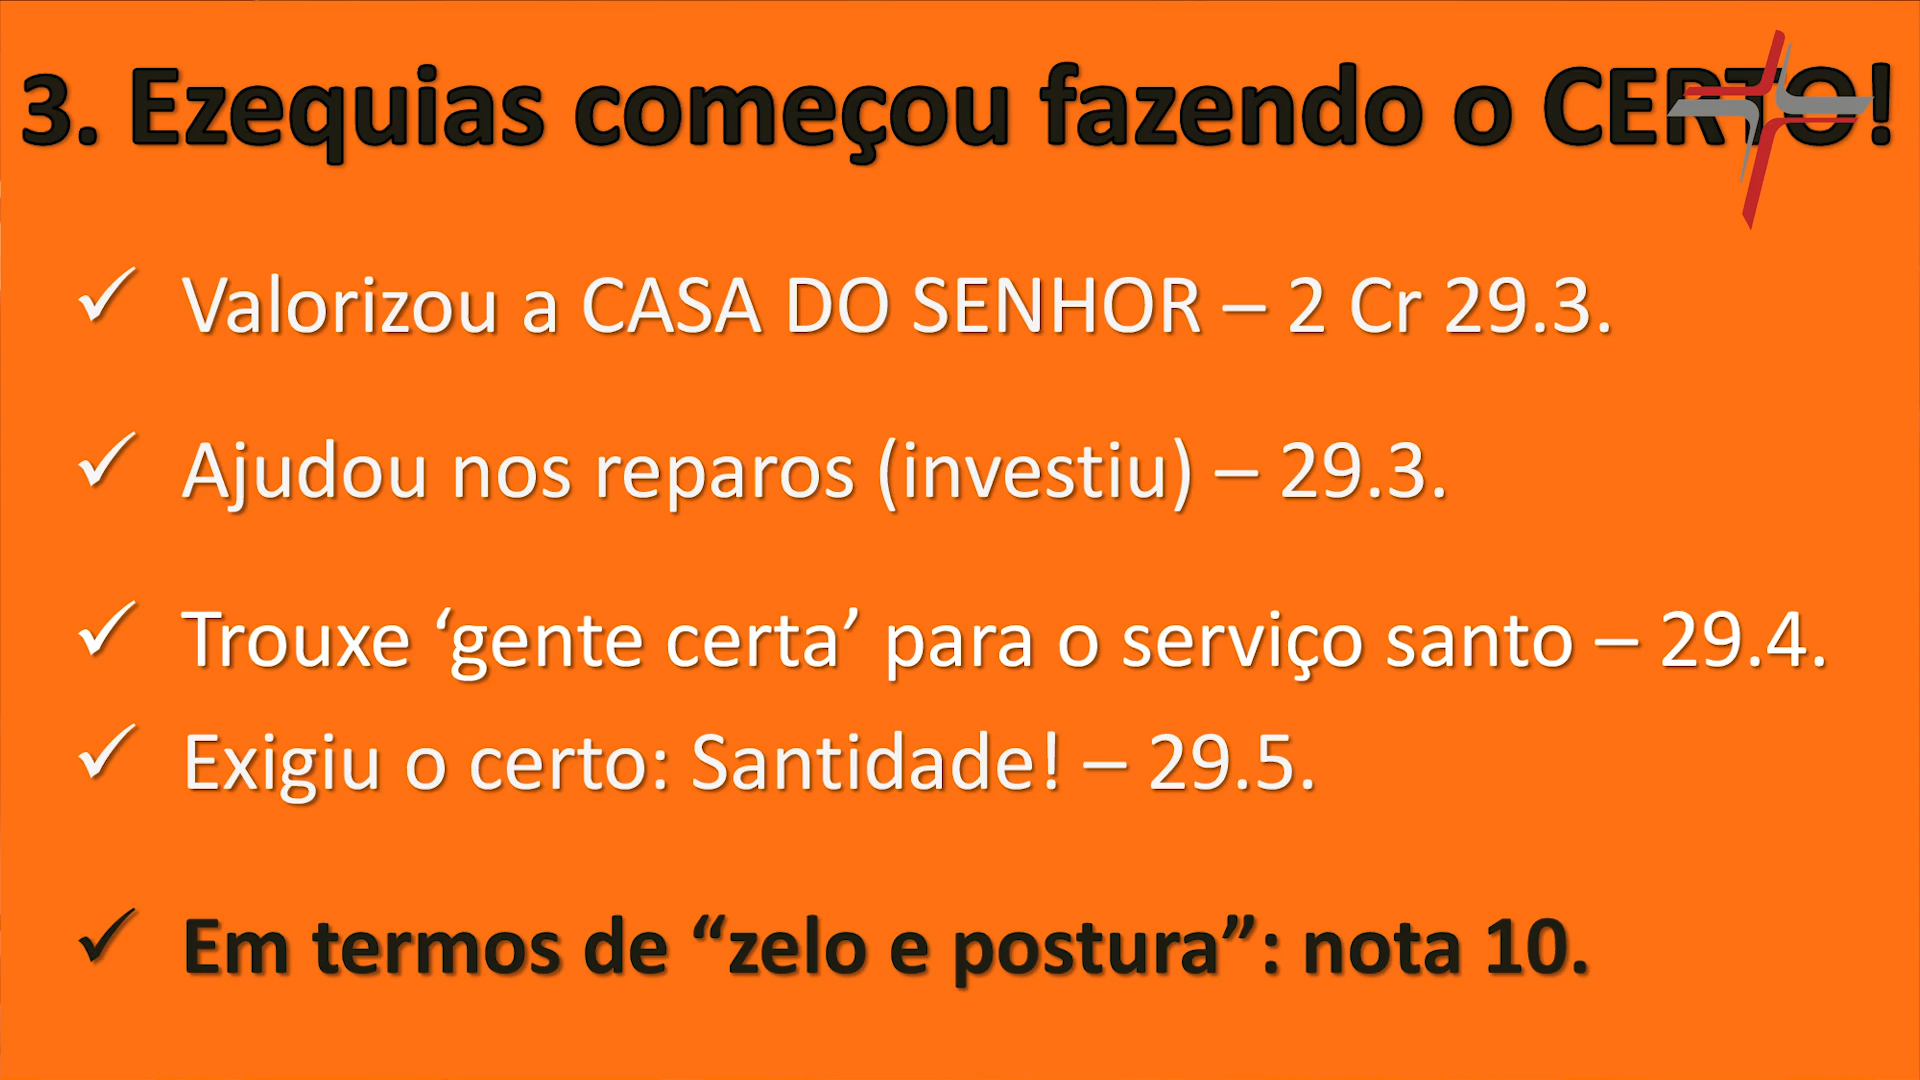 3. Ezequias começou fazendo o CERTO!
✓ Valorizou a CASA DO SENHOR – 2 Cr 29.3.
✓ Ajudou nos reparos (investiu) – 29.3.
✓ Trouxe ‘gente certa’ para o serviço santo – 29.4.
✓ Exigiu o certo: Santidade! – 29.5.
✓ Em termos de “zelo e postura”: nota 10.